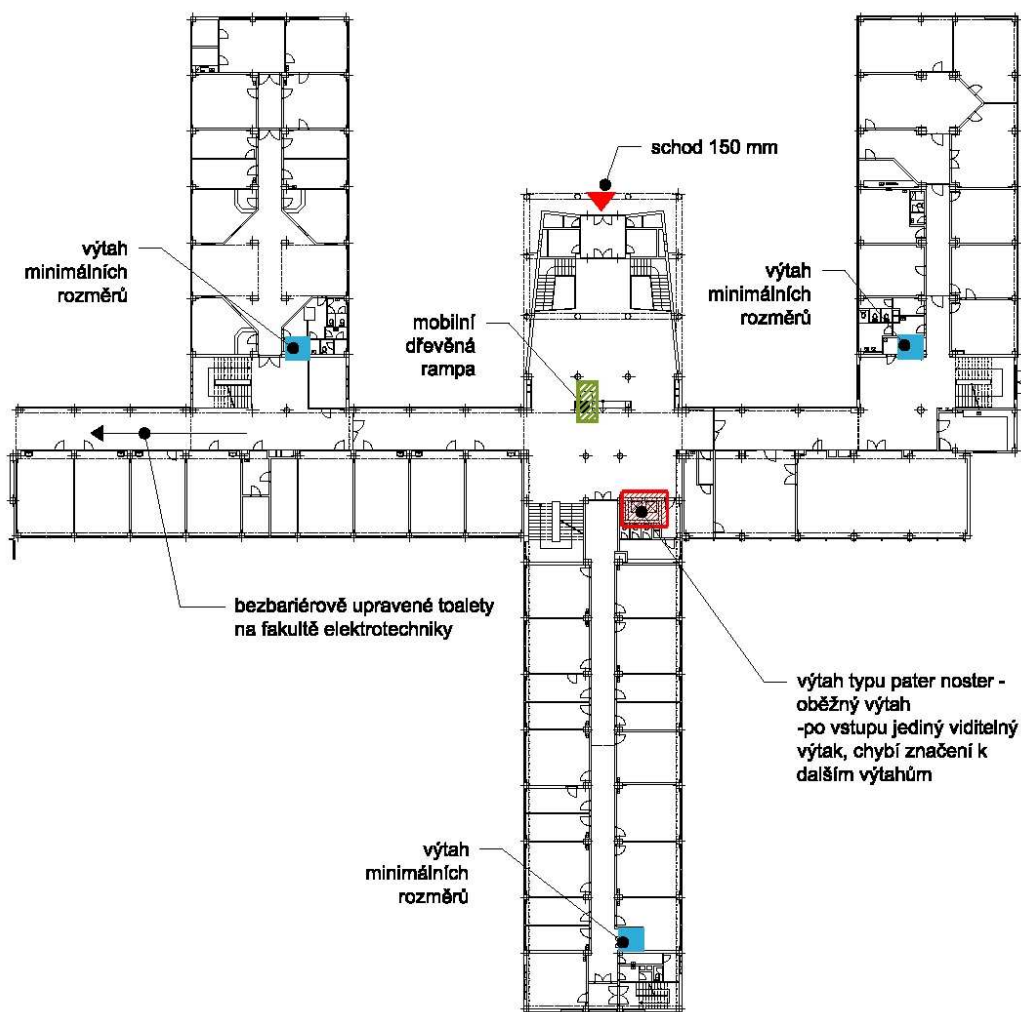 schod 150 mm
výtah
minimálních
rozměrů
výtah
minimálních
rozměrů
mobilní
dřevěná
rampa
bezbariérově upravené toalety
na fakultě elektrotechniky
výtah typu pater noster -
oběžný výtah
-po vstupu jediný viditelný
výtak, chybí značení k
dalším výtahům
výtah
minimálních
rozměrů